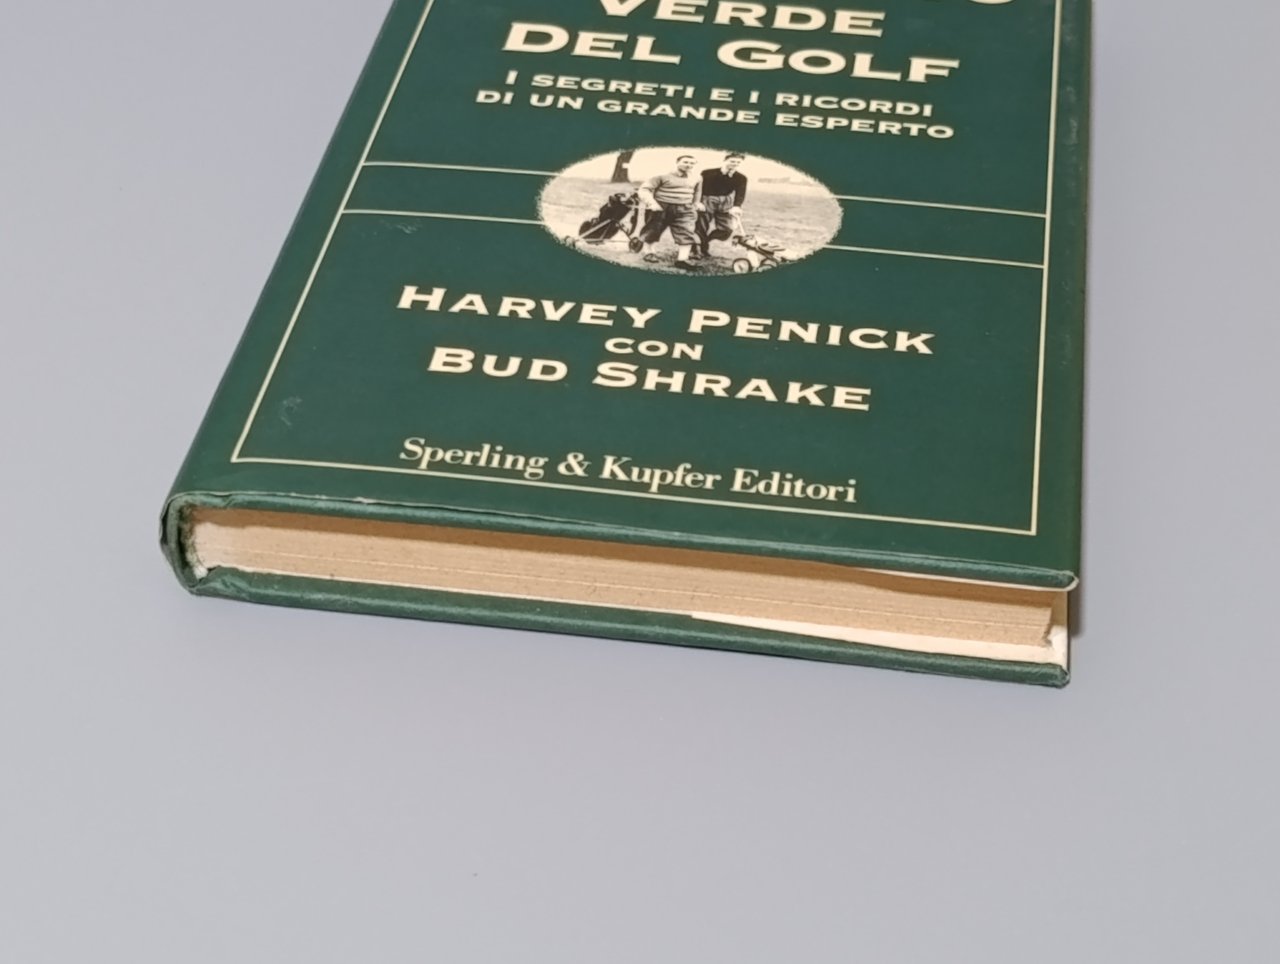 VERDE
DEL GOLF
I SEGRETI E I RICORDI
DI UN GRANDE ESPERTO
HARVEY PENICK
CON
BUD SHRAKE
Sperling & Kupfer Editori